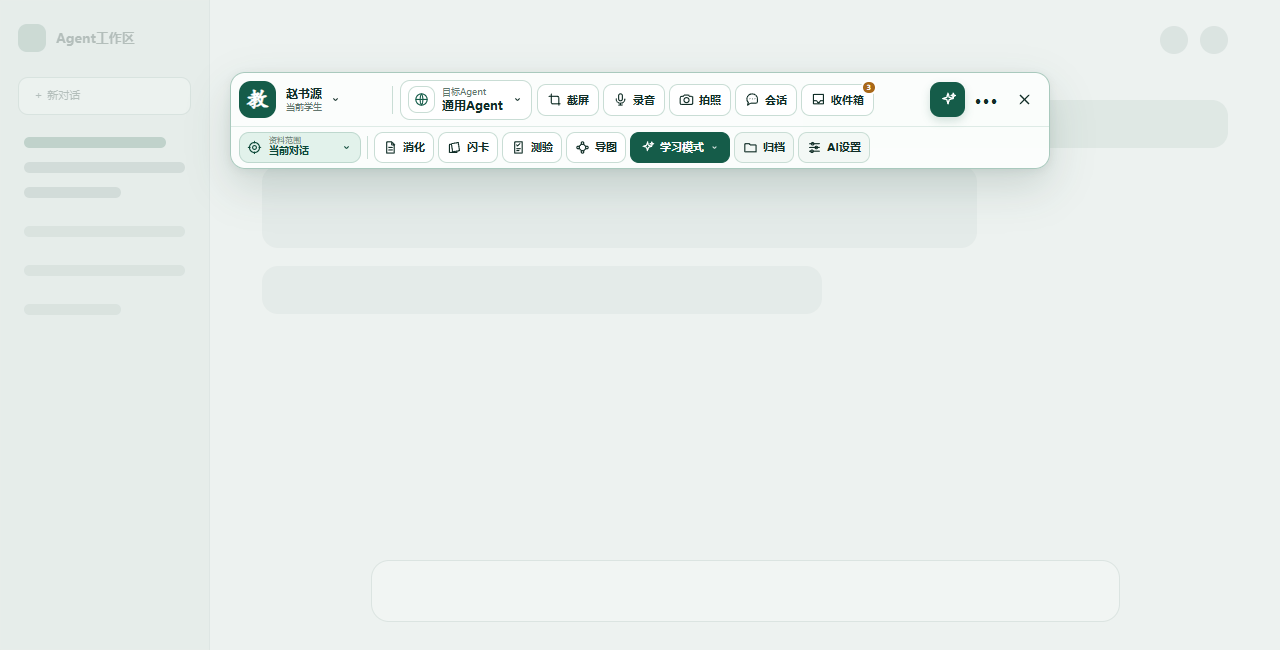 Agent工作区
+ 新对话
教
赵书源
当前学生
目标Agent
通用Agent
截屏
录音
拍照
会话
收件箱
3
资料范围
当前对话
消化
闪卡
测验
导图
学习模式
归档
AI设置